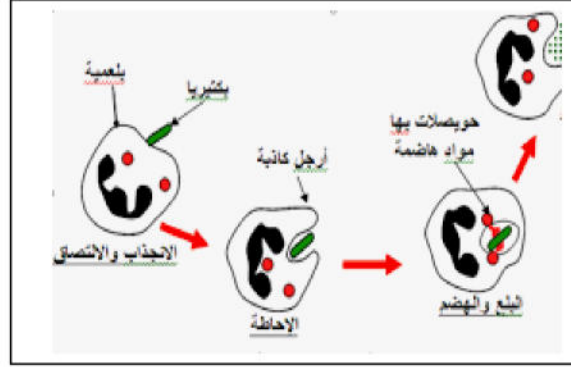 بلعمية
بكتيريا
الانجذاب والالتصاق
أرجل كاذبة
الإحاطة
حويصلات بها
مواد هاضمة
البلع والهضم